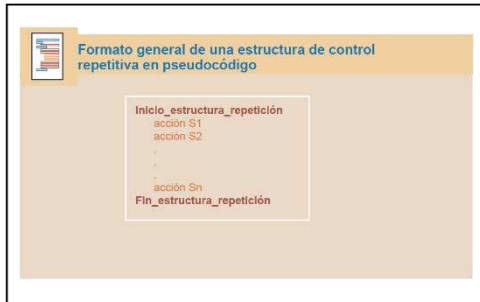 Formato general de una estructura de control
repetitiva en pseudocódigo
Inicio_estructura_repetición
acción S1
acción S2
.
.
.
acción Sn
Fin_estructura_repetición